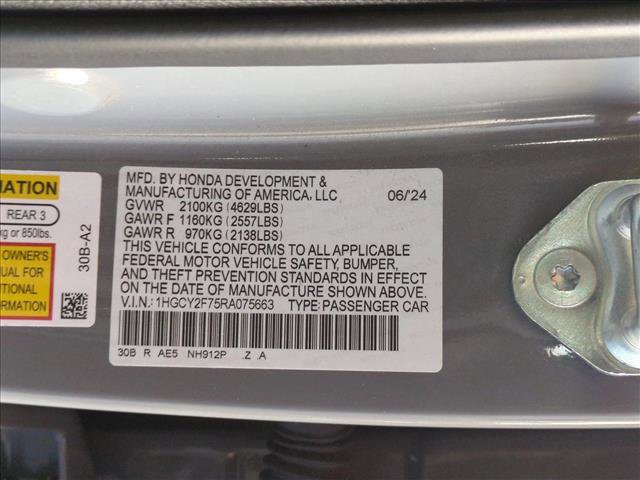 MATION
REAR 3
kg or 850lbs.
OWNER'S
UAL FOR
ITIONAL
MATION
30B-A2
MFD. BY HONDA DEVELOPMENT &
MANUFACTURING OF AMERICA, LLC 06/24
GVWR 2100KG (4629LBS)
GAWR F 1160KG (2557LBS)
GAWR R 970KG (2138LBS)
THIS VEHICLE CONFORMS TO ALL APPLICABLE
FEDERAL MOTOR VEHICLE SAFETY, BUMPER,
AND THEFT PREVENTION STANDARDS IN EFFECT
ON THE DATE OF MANUFACTURE SHOWN ABOVE.
V.I.N.: 1HGCY2F75RA075663 TYPE:PASSENGER CAR
30B R AE5 NH912P .Z .A